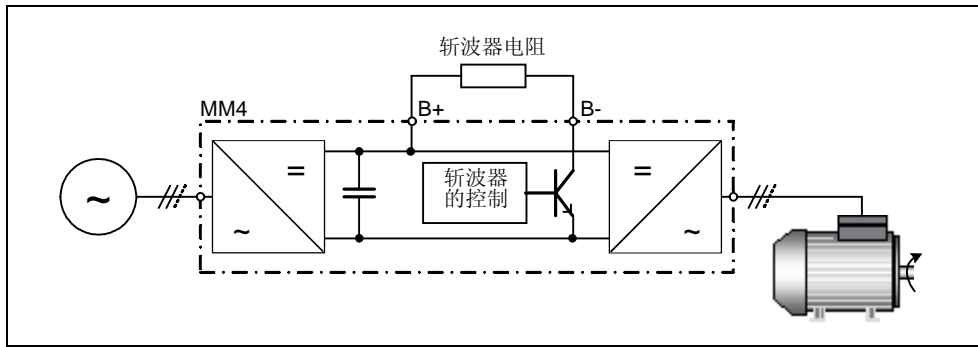 斩波器电阻
MM4
B+
B-
=
~
斩波器
的控制
=
~
~